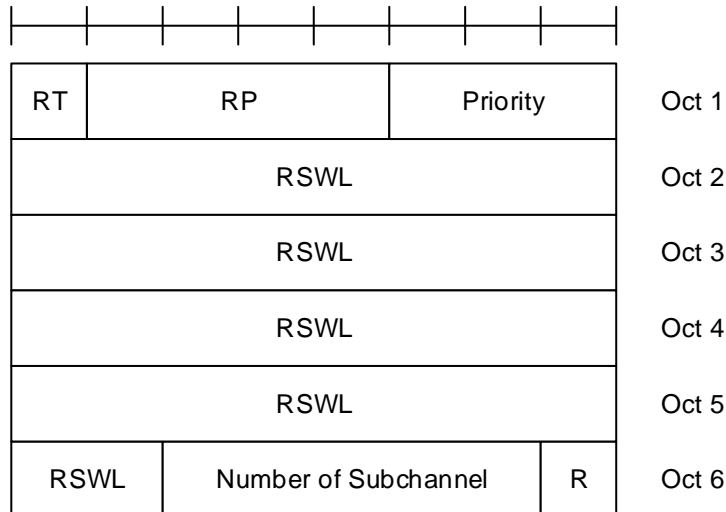 RT RP Priority Oct 1
RSWL Oct 2
RSWL Oct 3
RSWL Oct 4
RSWL Oct 5
RSWL Number of Subchannel R Oct 6